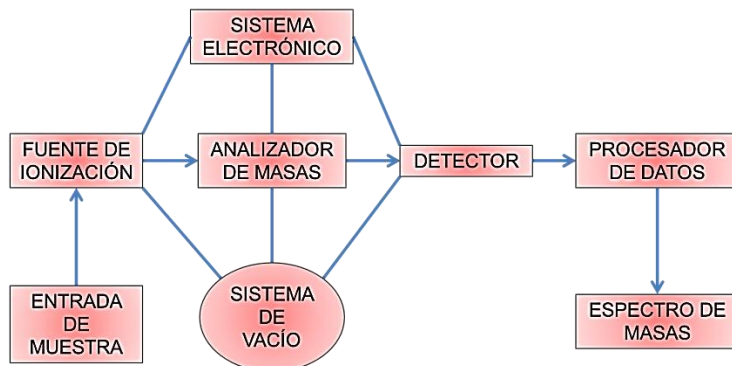 SISTEMA
ELECTRÓNICO
FUENTE DE
IONIZACIÓN
ANALIZADOR
DE MASAS
DETECTOR
PROCESADOR
DE DATOS
ENTRADA
DE
MUESTRA
SISTEMA
DE
VACÍO
ESPECTRO DE
MASAS